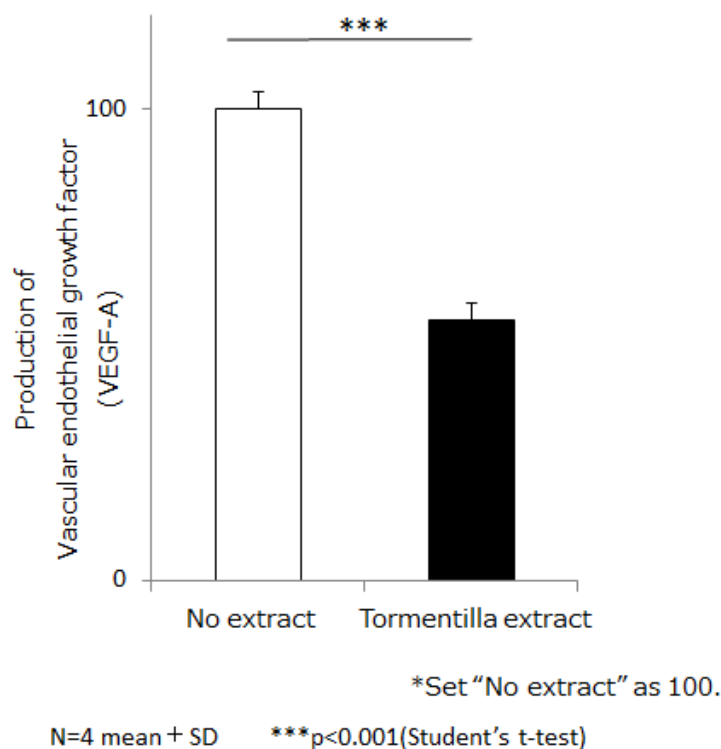 ***
100
0
Production of
Vascular endothelial growth factor
(VEGF-A)
No extract
Tormentilla extract
*Set “No extract” as 100.
N=4 mean + SD ***p<0.001(Student’s t-test)